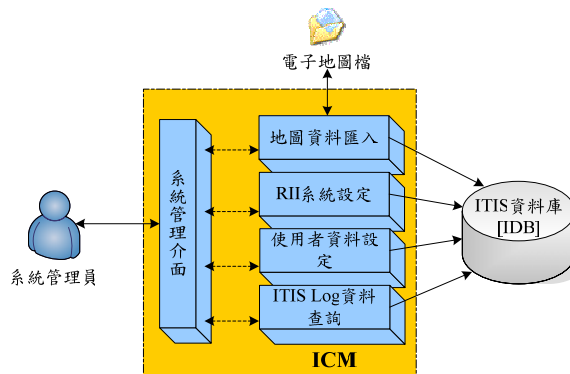 電子地圖檔
地圖資料匯入
RII系統設定
使用者資料設
定
ITIS Log資料
查詢
系統管理介面
系統管理員
ITIS資料庫
[IDB]
ICM